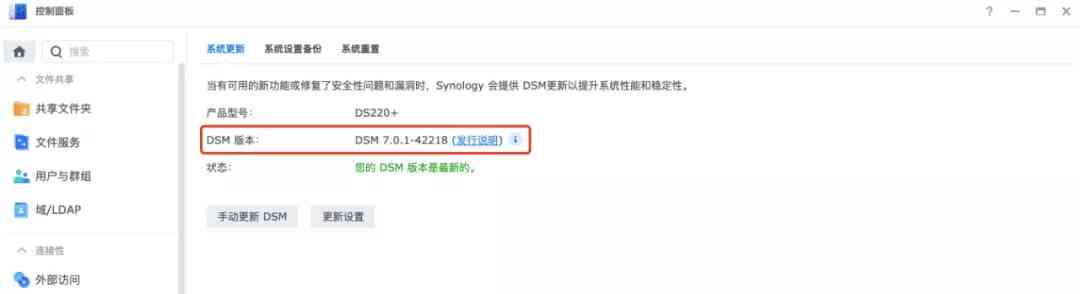 控制面板
搜索
文件共享
共享文件夹
文件服务
用户与群组
域/LDAP
连接性
外部访问
系统更新 系统设置备份 系统重置
当有可用的新功能或修复了安全性问题和漏洞时，Synology 会提供 DSM更新以提升系统性能和稳定性。
产品型号: DS220+
DSM 版本: DSM 7.0.1-42218 (发行说明)
状态: 您的 DSM 版本是最新的。
手动更新 DSM 更新设置